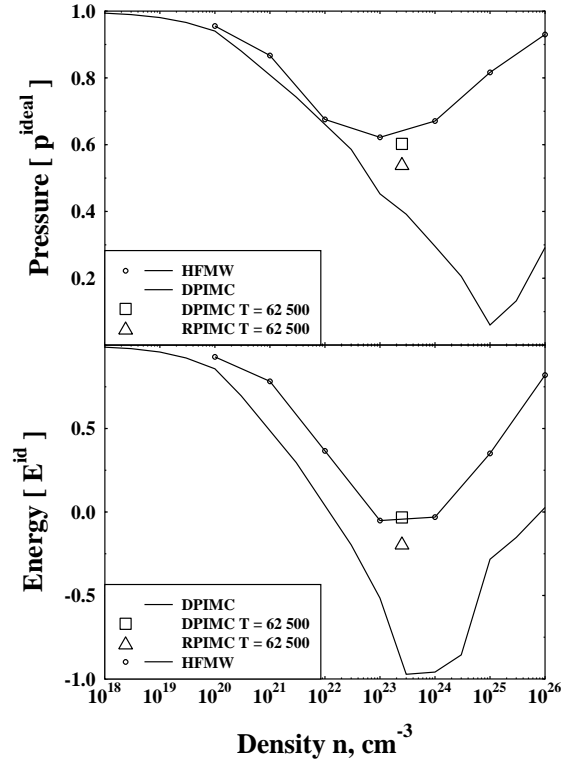 1.0
0.8
0.6
0.4
0.2
Pressure [ p^ideal ]
HFMW
DPIMC
DPIMC T = 62 500
RPIMC T = 62 500
0.5
0.0
-0.5
-1.0
Energy [ E^id ]
DPIMC
DPIMC T = 62 500
RPIMC T = 62 500
HFMW
10^18 10^19 10^20 10^21 10^22 10^23 10^24 10^25 10^26
Density n, cm^-3